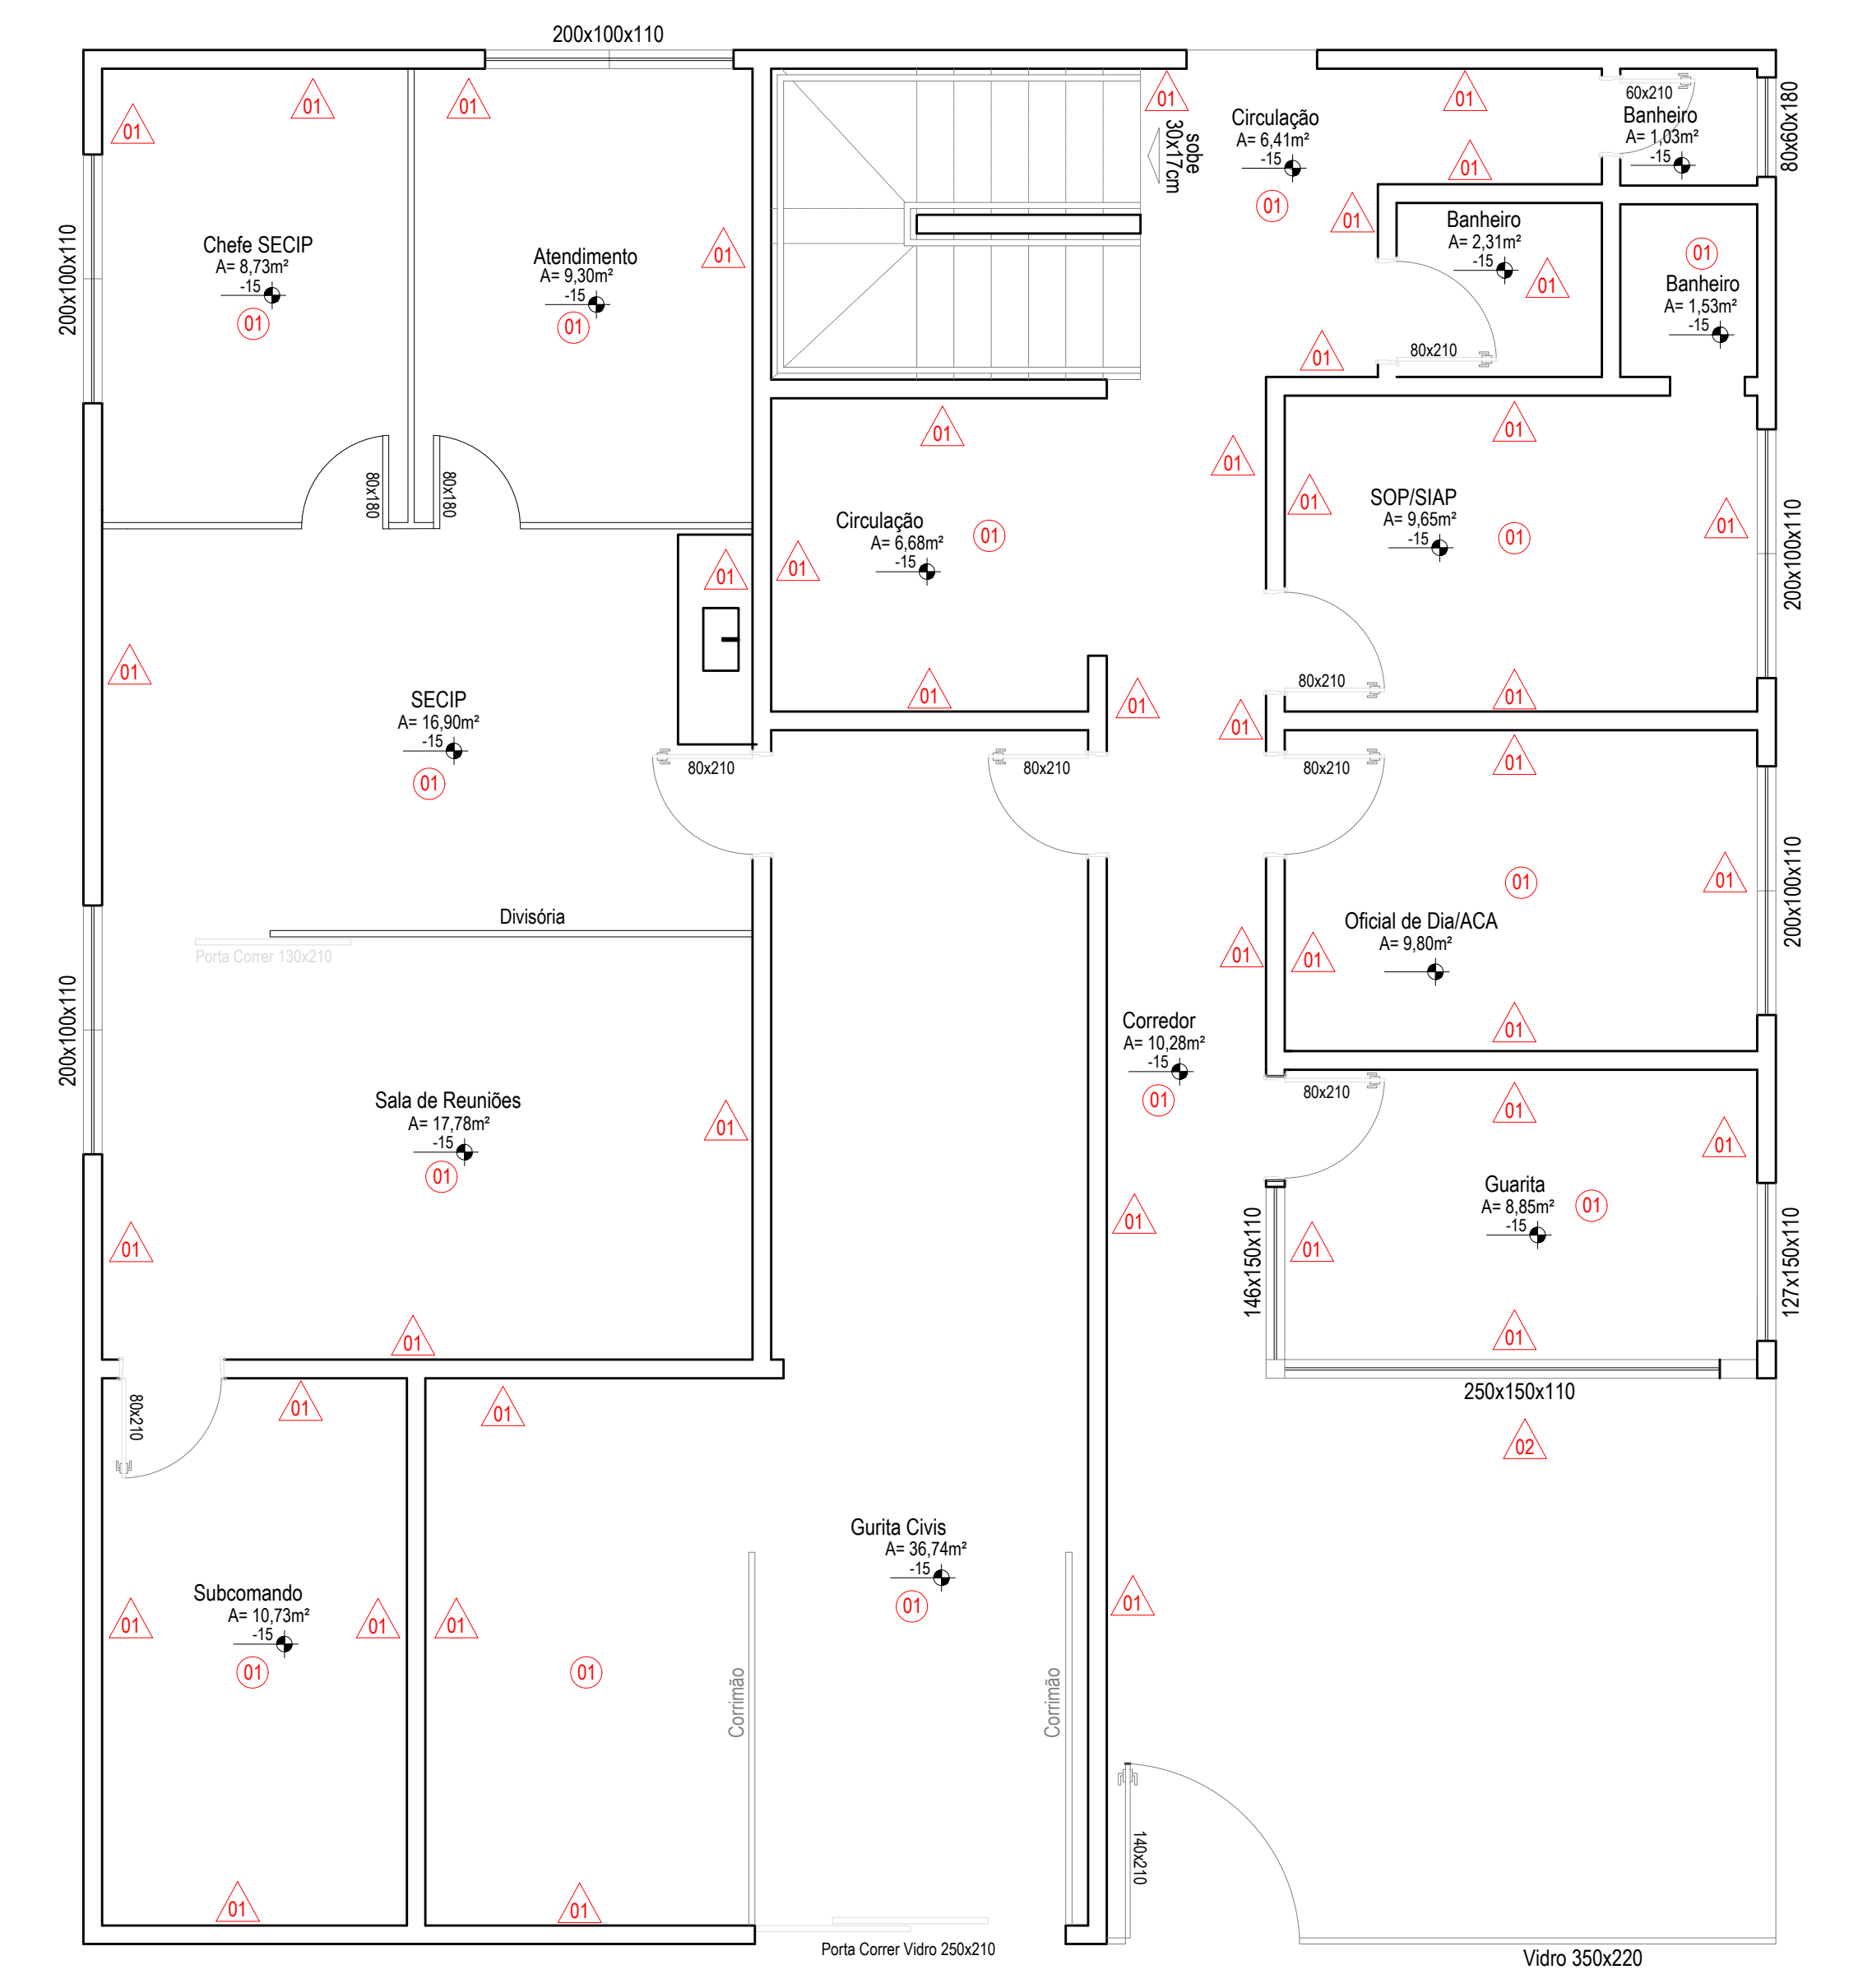 200x100x110
01
01
01
01
01
60x210
Banheiro
A= 1,03m²
-15
80x60x180
Circulação
A= 6,41m²
-15
01
sobe
30x17cm
01
01
Banheiro
A= 2,31m²
-15
01
80x210
01
01
Banheiro
A= 1,53m²
-15
200x100x110
Chefe SECIP
A= 8,73m²
-15
01
Atendimento
A= 9,30m²
-15
01
01
80x180
80x180
01
01
01
01
01
Circulação
A= 6,68m²
-15
01
01
01
SOP/SIAP
A= 9,65m²
-15
01
01
200x100x110
80x210
01
01
01
01
SECIP
A= 16,90m²
-15
01
01
80x210
80x210
80x210
01
01
01
200x100x110
Oficial de Dia/ACA
A= 9,80m²
-15
01
01
01
Divisória
Porta Correr 130x210
200x100x110
Corredor
A= 10,28m²
-15
01
80x210
01
01
Sala de Reuniões
A= 17,78m²
-15
01
01
01
01
Guarita
A= 8,85m²
-15
01
01
01
146x150x110
127x150x110
01
250x150x110
02
80x210
01
01
Gurita Civis
A= 36,74m²
-15
01
01
Subcomando
A= 10,73m²
-15
01
01
01
01
01
Corrimão
Corrimão
140x210
01
01
Porta Correr Vidro 250x210
Vidro 350x220